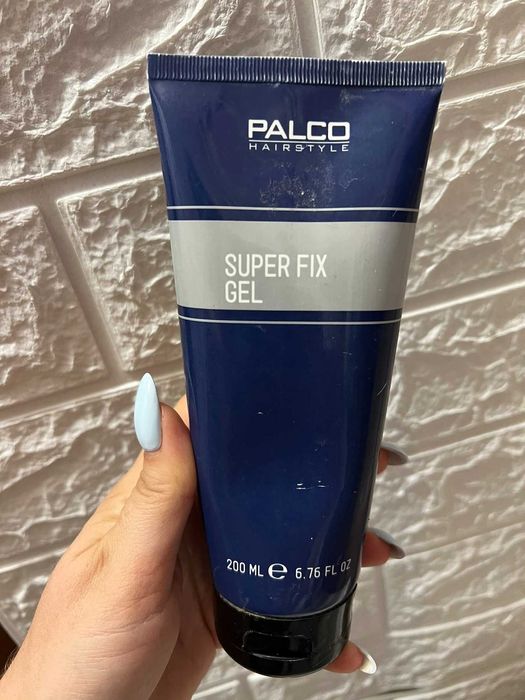 PALCO
HAIRSTYLE
SUPER FIX
GEL
200 ML e 6.76 FL OZ